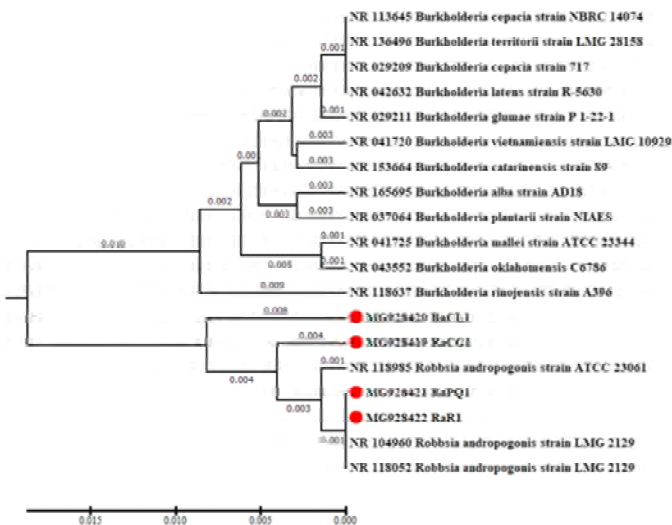 NR 113645 Burkholderia cepacia strain NBRC 14074
0.001
NR 136496 Burkholderia territorii strain LMG 28158
0.002
NR 029209 Burkholderia cepacia strain 717
NR 042632 Burkholderia latens strain R-5630
0.001
NR 029211 Burkholderia glumae strain P 1-22-1
0.003
NR 041720 Burkholderia vietnamiensis strain LMG 10929
0.003
NR 153664 Burkholderia catarinensis strain 89
0.003
NR 165695 Burkholderia alba strain AD18
0.002
0.003
0.003
NR 037064 Burkholderia plantarii strain NIAES
0.010
0.001
NR 041725 Burkholderia mallei strain ATCC 23344
0.005
0.001
NR 043552 Burkholderia oklahomensis C6786
0.009
NR 118637 Burkholderia rinojensis strain A396
0.008
MG928420
0.004
MG928419
0.001
NR 118985 Robbsia andropogonis strain ATCC 23061
0.004
MG928421
0.003
MG928422 RaR1
0.001
NR 104960 Robbsia andropogonis strain LMG 2129
NR 118052 Robbsia andropogonis strain LMG 2129
0.015
0.010
0.005
0.000